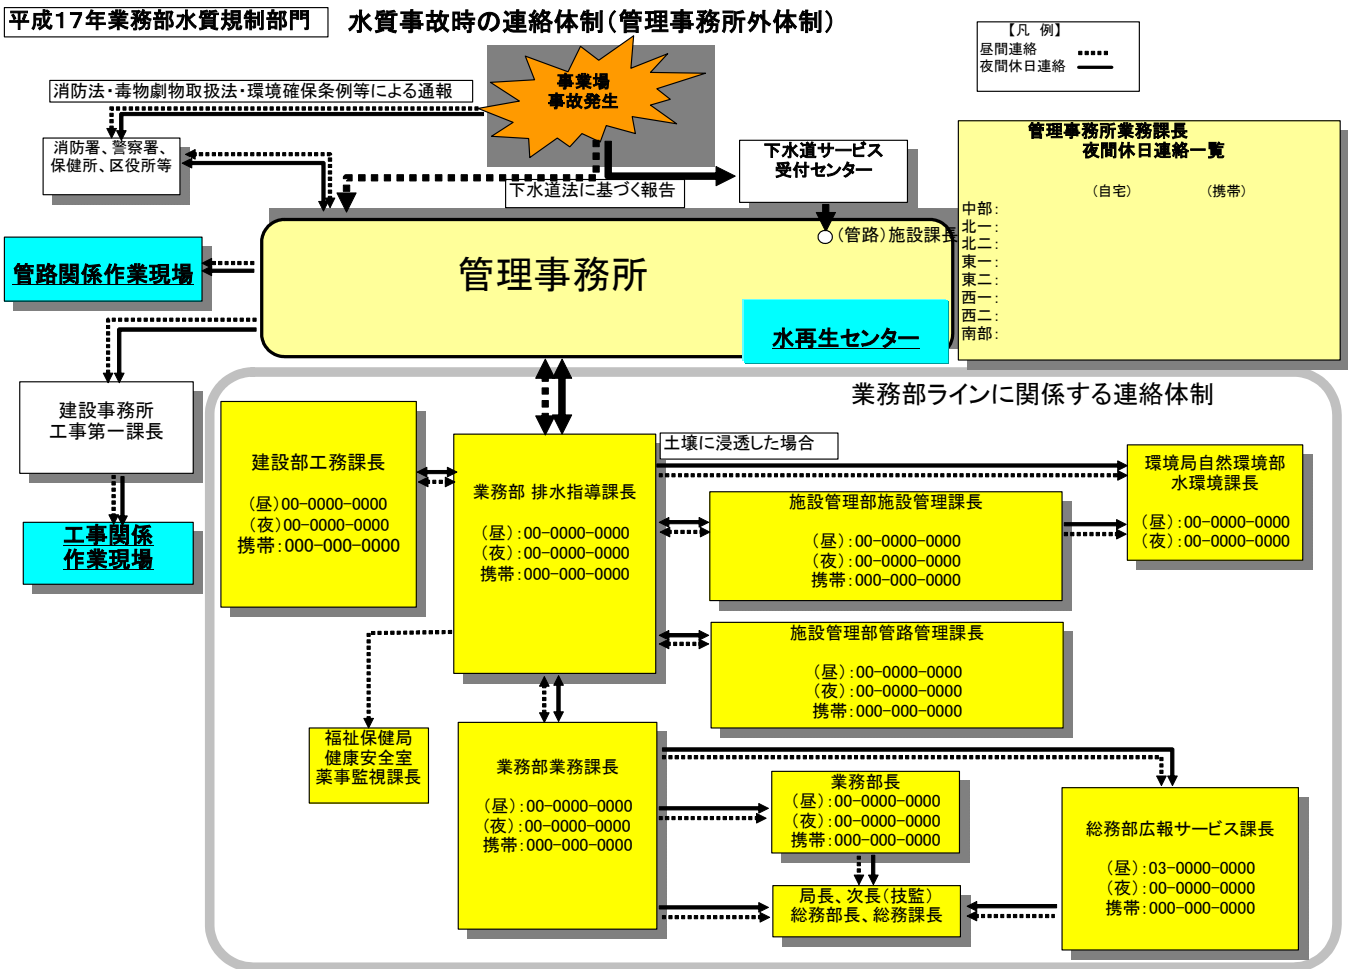 平成17年業務部水質規制部門
水質事故時の連絡体制(管理事務所外体制)
【凡 例】
昼間連絡
夜間休日連絡
消防法・毒物劇物取扱法・環境確保条例等による通報
事業場
事故発生
消防署、警察署、
保健所、区役所等
下水道法に基づく報告
下水道サービス
受付センター
管理事務所業務課長
夜間休日連絡一覧
(自宅) (携帯)
中部:
北一:
北二:
東一:
東二:
西一:
西二:
南部:
○(管路)施設課長
管理事務所
水再生センター
管路関係作業現場
建設事務所
工事第一課長
工事関係
作業現場
業務部ラインに関係する連絡体制
建設部工務課長
(昼)00-0000-0000
(夜)00-0000-0000
携帯:000-000-0000
業務部 排水指導課長
(昼):00-0000-0000
(夜):00-0000-0000
携帯:000-000-0000
土壌に浸透した場合
環境局自然環境部
水環境課長
(昼):00-0000-0000
(夜):00-0000-0000
施設管理部施設管理課長
(昼):00-0000-0000
(夜):00-0000-0000
携帯:000-000-0000
施設管理部管路管理課長
(昼):00-0000-0000
(夜):00-0000-0000
携帯:000-000-0000
福祉保健局
健康安全室
薬事監視課長
業務部業務課長
(昼):00-0000-0000
(夜):00-0000-0000
携帯:000-000-0000
業務部長
(昼):00-0000-0000
(夜):00-0000-0000
携帯:000-000-0000
局長、次長(技監)
総務部長、総務課長
総務部広報サービス課長
(昼):03-0000-0000
(夜):00-0000-0000
携帯:000-000-0000